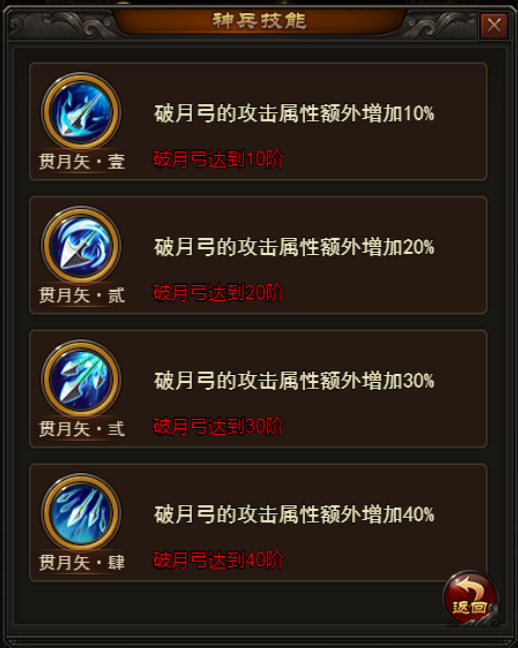 神兵技能
破月弓的攻击属性额外增加10%
贯月矢·壹
破月弓达到10阶
破月弓的攻击属性额外增加20%
贯月矢·贰
破月弓达到20阶
破月弓的攻击属性额外增加30%
贯月矢·弎
破月弓达到30阶
破月弓的攻击属性额外增加40%
贯月矢·肆
破月弓达到40阶
返回